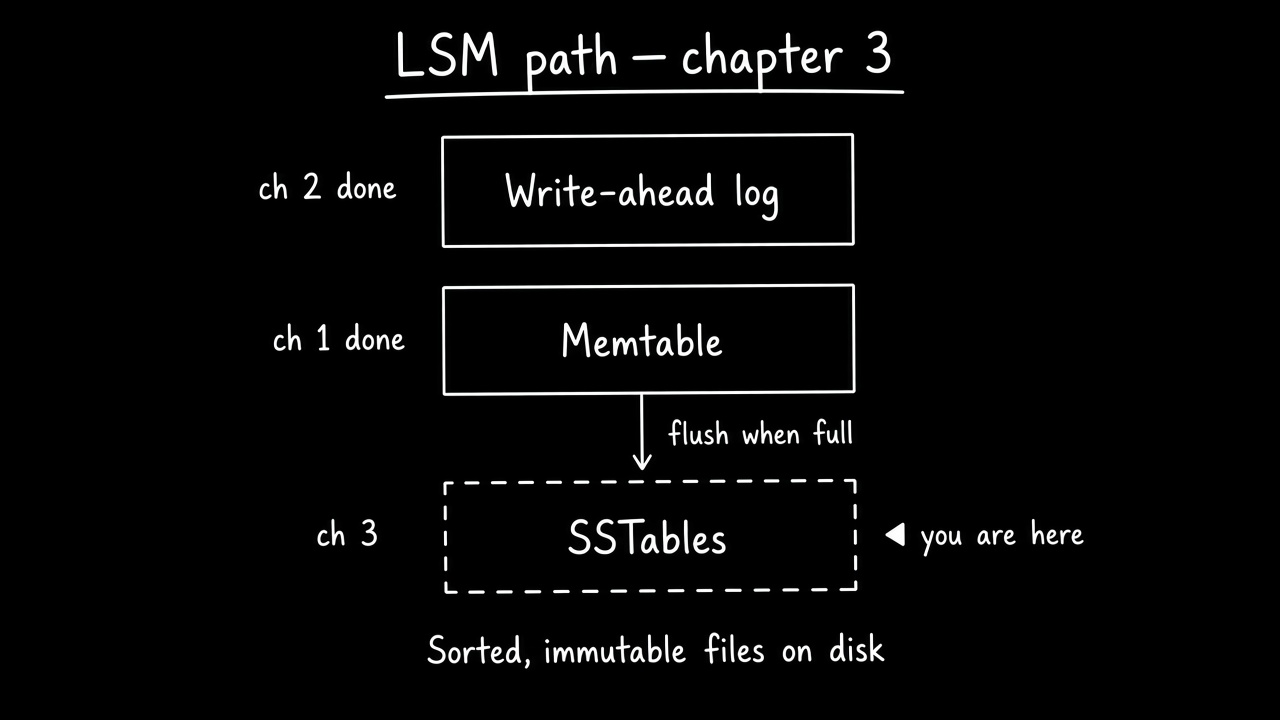 LSM path — chapter 3
ch 2 done
Write-ahead log
ch 1 done
Memtable
flush when full
ch 3
SSTables
you are here
Sorted, immutable files on disk